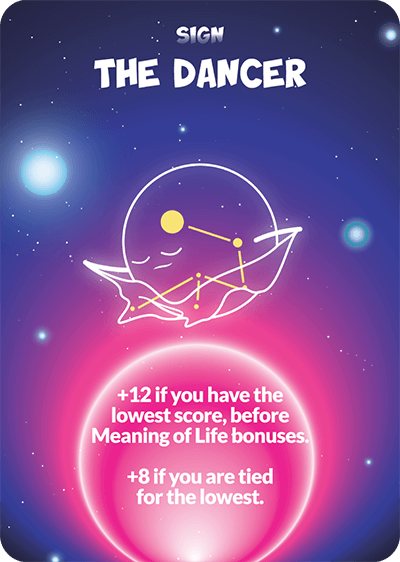 SIGN
THE DANCER
+12 if you have the
lowest score, before
Meaning of Life bonuses.
+8 if you are tied
for the lowest.